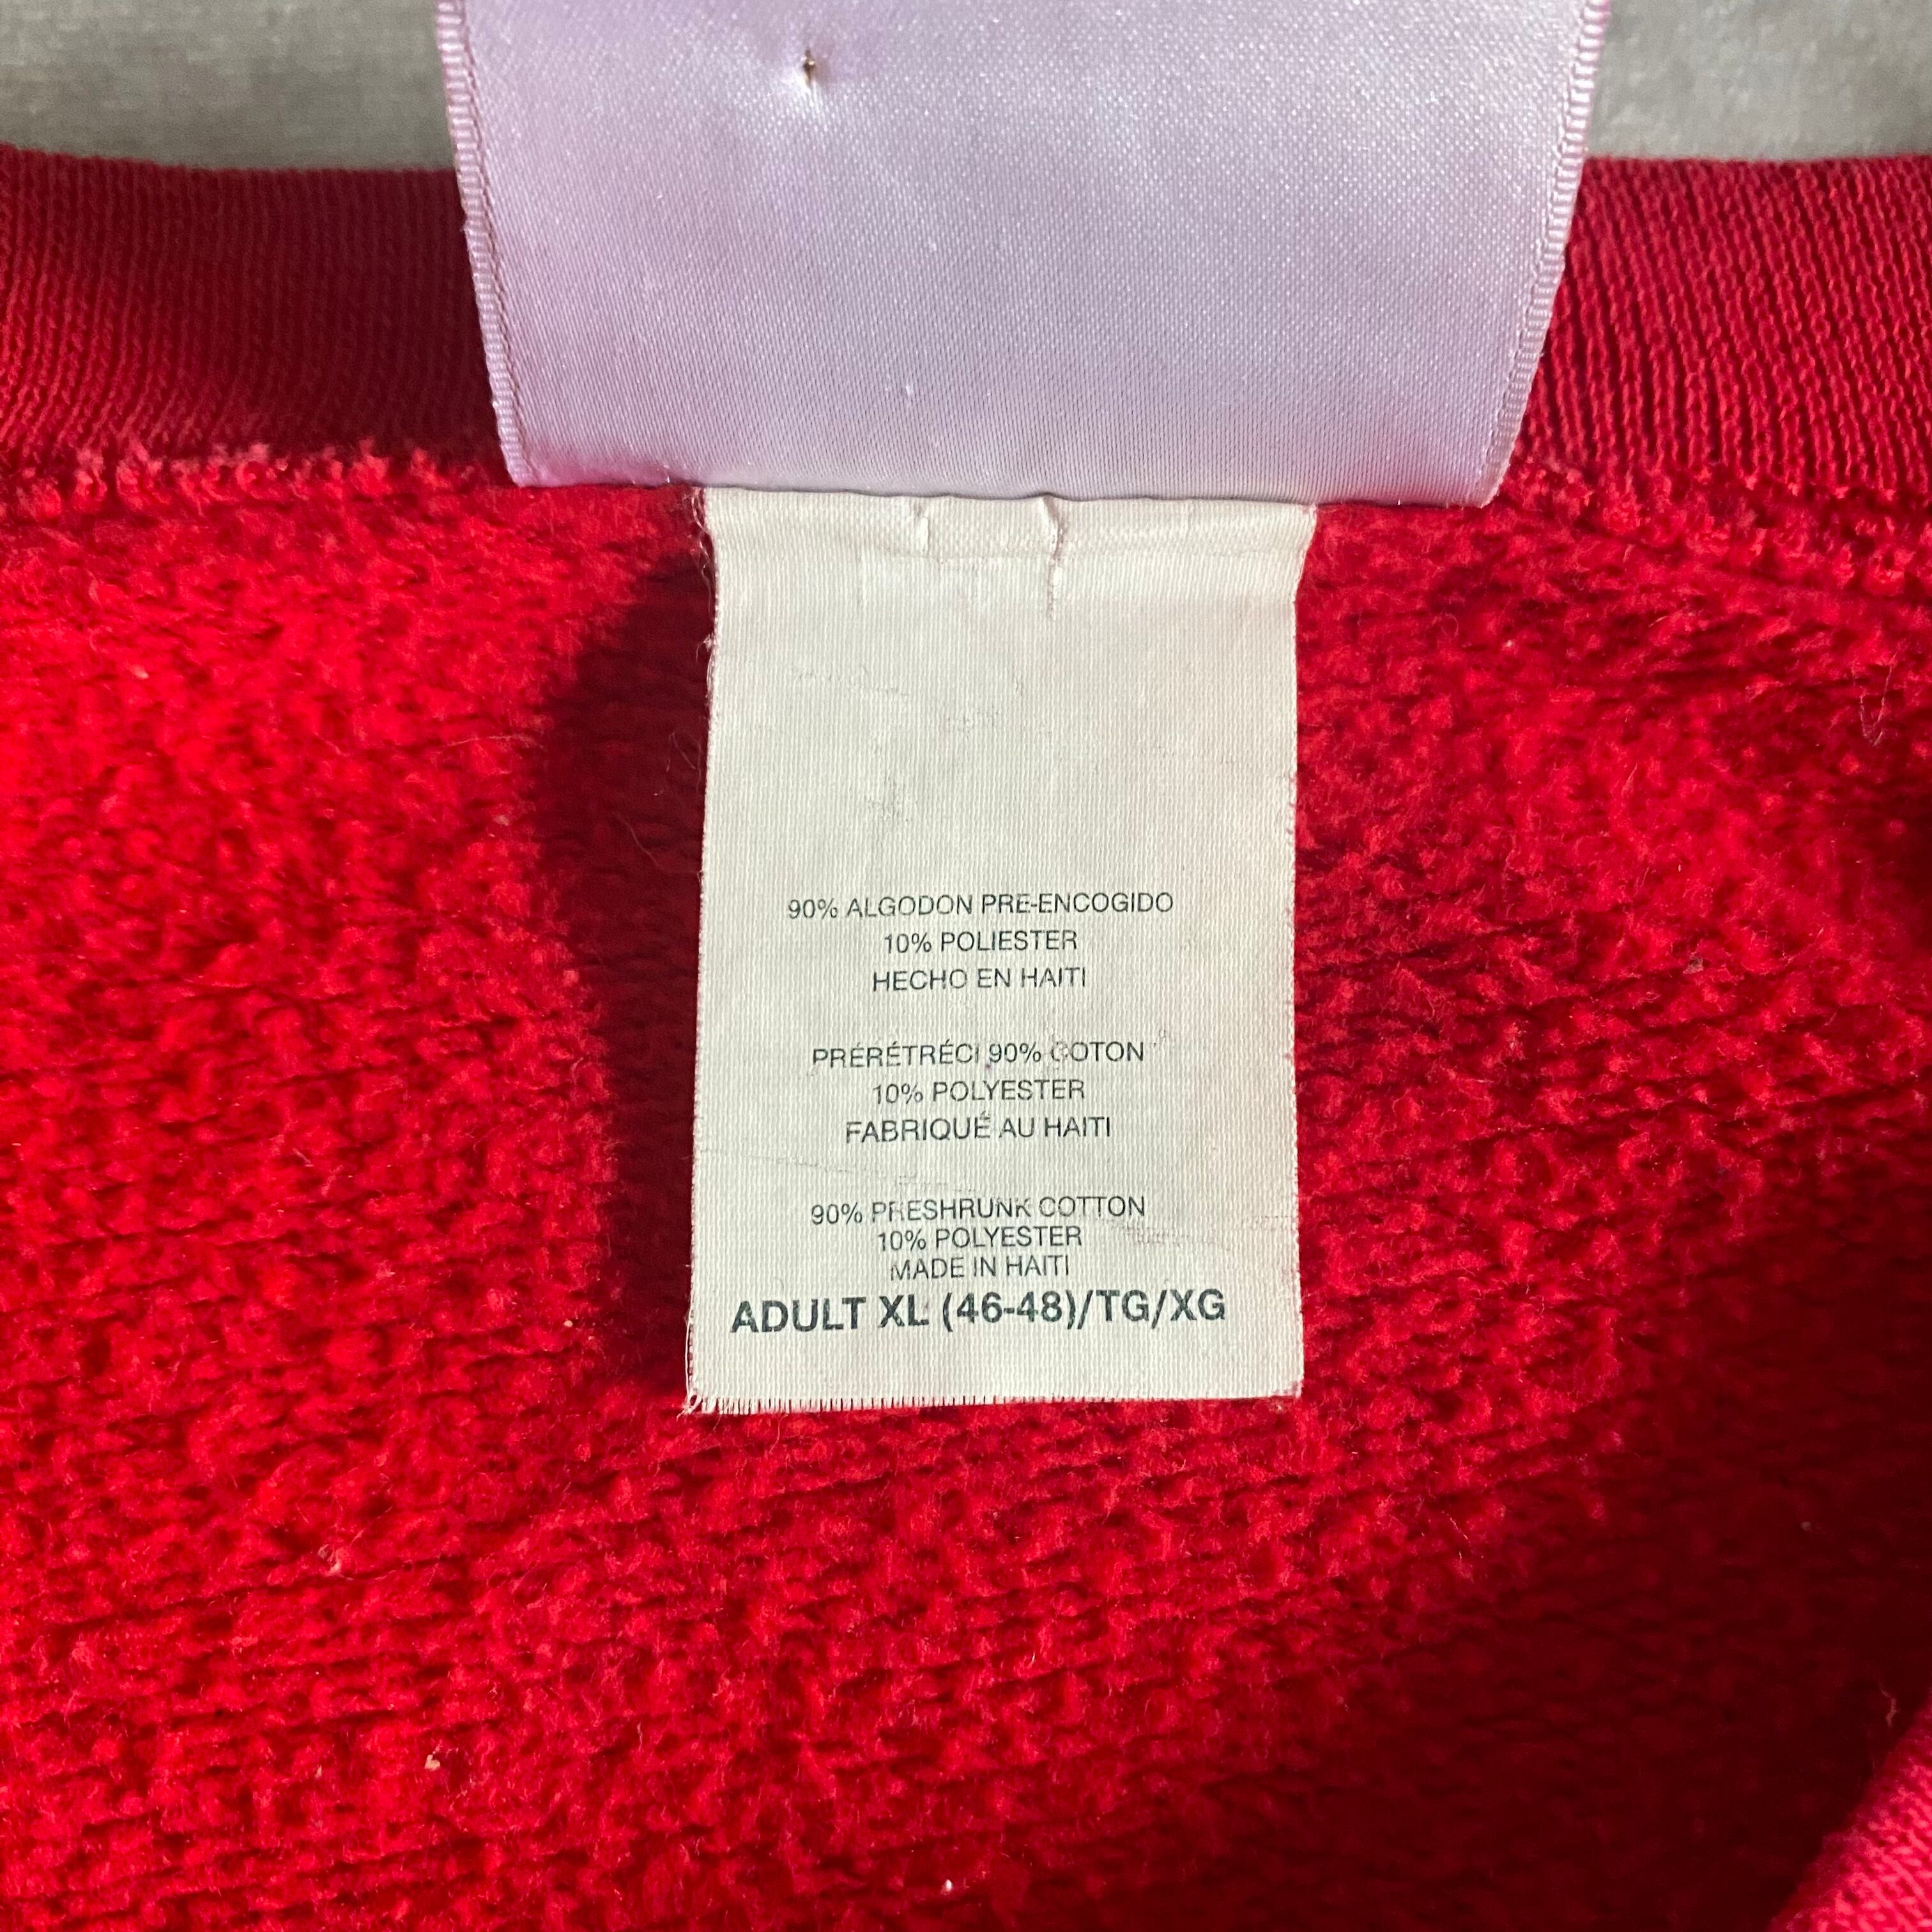 90% ALGODON PRE-ENCOGIDO
10% POLIESTER
HECHO EN HAITI
PRÉRÉTRÉCI 90% COTON
10% POLYESTER
FABRIQUÉ AU HAITI
90% PRESHRUNK COTTON
10% POLYESTER
MADE IN HAITI
ADULT XL (46-48)/TG/XG